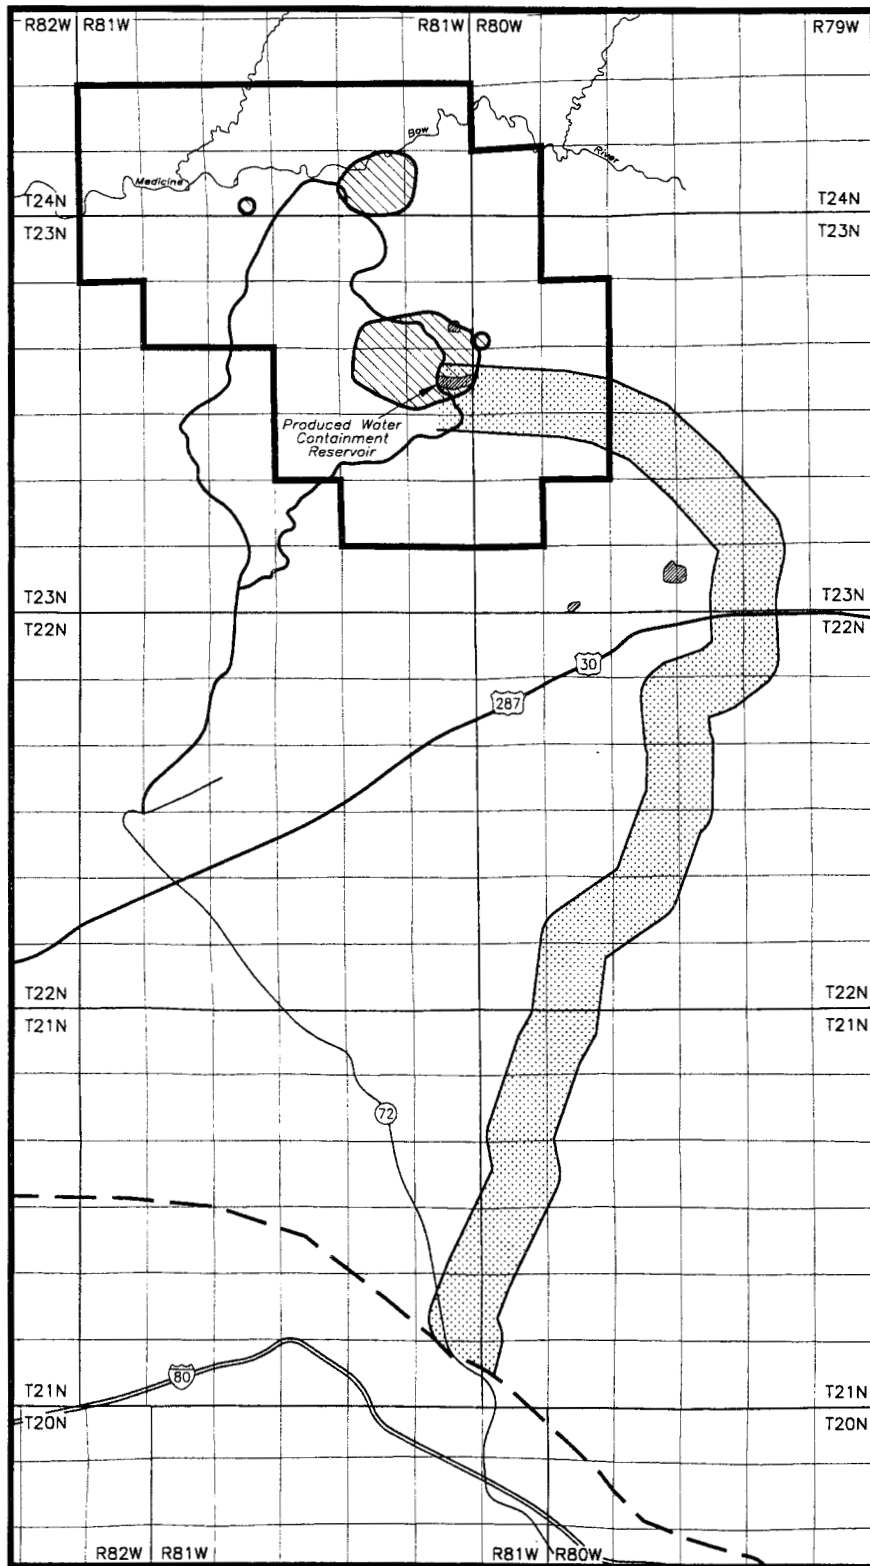 R82W R81W R81W R80W R79W
Bow
River
Medicine
T24N T24N
T23N T23N
Produced Water
Containment
Reservoir
T23N T23N
T22N T22N
30
287
T22N T22N
T21N T21N
72
80
T21N T21N
T20N T20N
R82W R81W R81W R80W